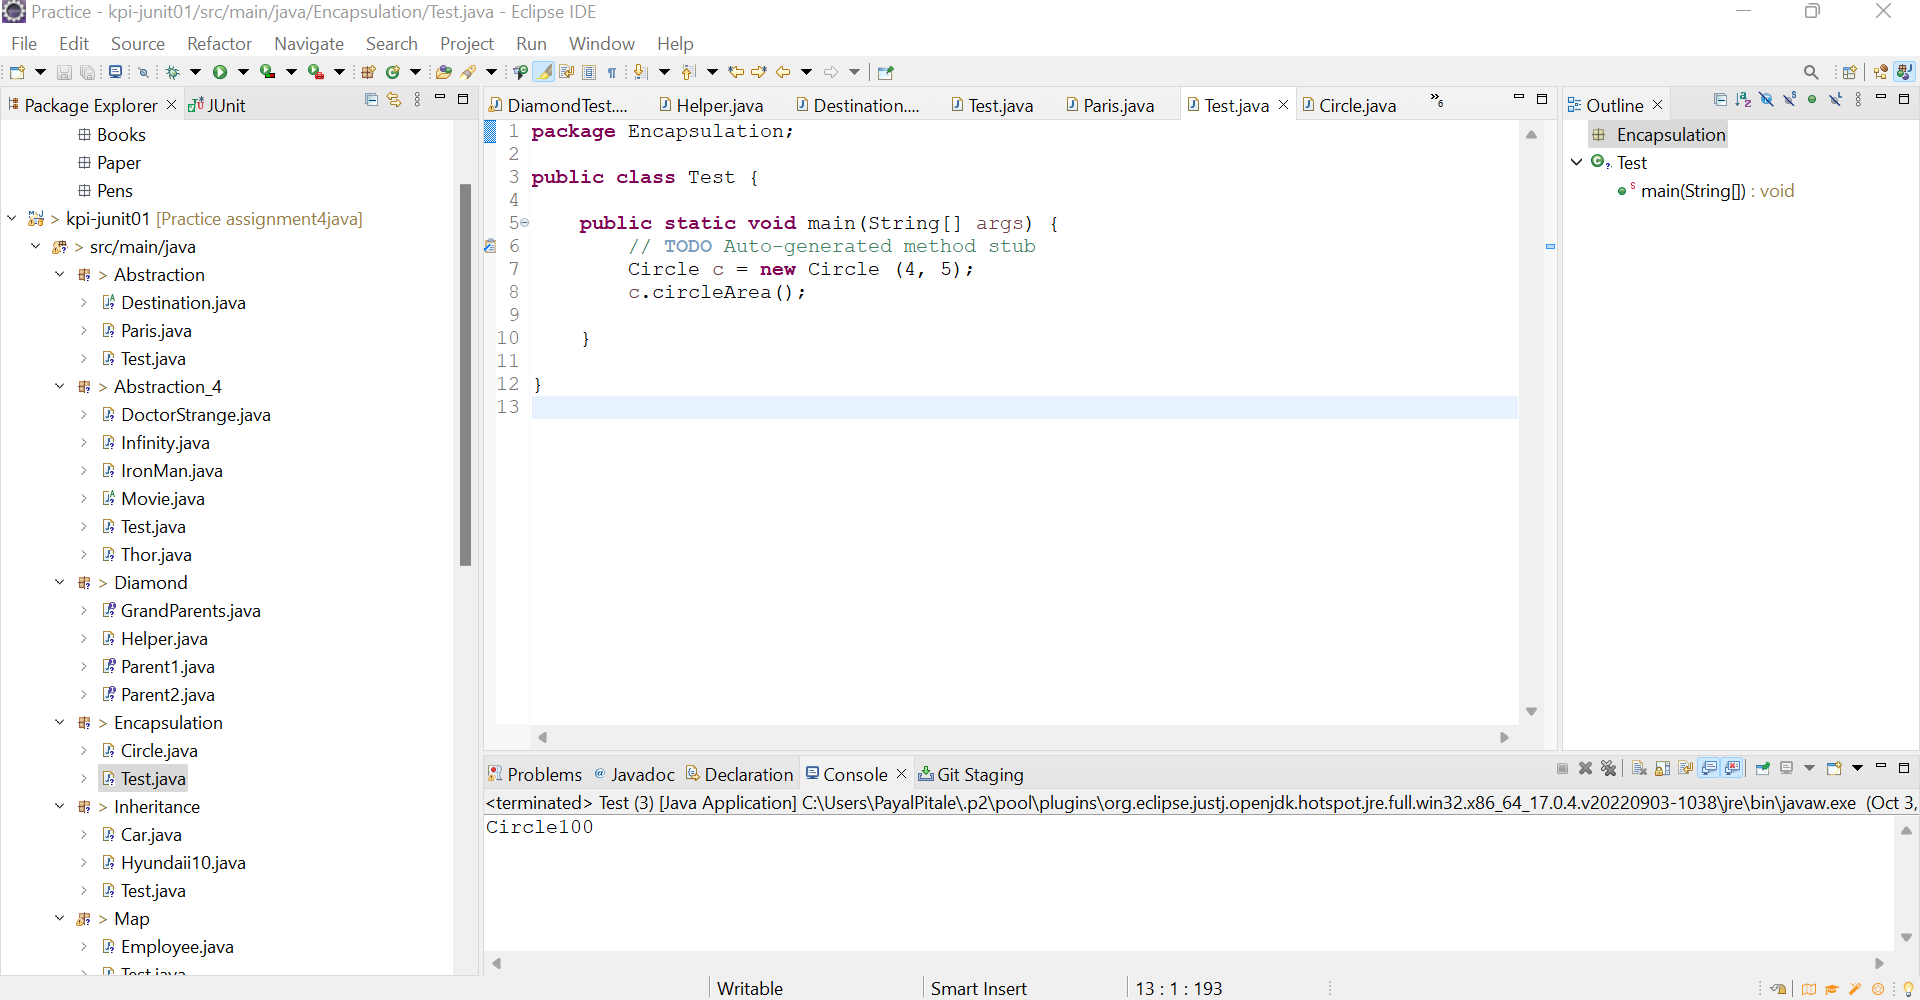 Practice - kpi-junit01/src/main/java/Encapsulation/Test.java - Eclipse IDE
File Edit Source Refactor Navigate Search Project Run Window Help
Package Explorer
JUnit
Books
Paper
Pens
> kpi-junit01 [Practice assignment4java]
> src/main/java
> Abstraction
Destination.java
Paris.java
Test.java
> Abstraction_4
DoctorStrange.java
Infinity.java
IronMan.java
Movie.java
Test.java
Thor.java
> Diamond
GrandParents.java
Helper.java
Parent1.java
Parent2.java
> Encapsulation
Circle.java
Test.java
> Inheritance
Car.java
Hyundaii10.java
Test.java
> Map
Employee.java
Test.java
DiamondTest.... Helper.java Destination.... Test.java Paris.java Test.java Circle.java »6
1 package Encapsulation;
2
3 public class Test {
4
5 public static void main(String[] args) {
6 // TODO Auto-generated method stub
7 Circle c = new Circle (4, 5);
8 c.circleArea();
9
10 }
11
12 }
13
Outline
Encapsulation
Test
main(String[]) : void
Problems @ Javadoc Declaration Console Git Staging
<terminated> Test (3) [Java Application] C:\Users\PayalPitale\.p2\pool\plugins\org.eclipse.justj.openjdk.hotspot.jre.full.win32.x86_64_17.0.4.v20220903-1038\jre\bin\javaw.exe (Oct 3,
Circle100
Writable Smart Insert 13 : 1 : 193